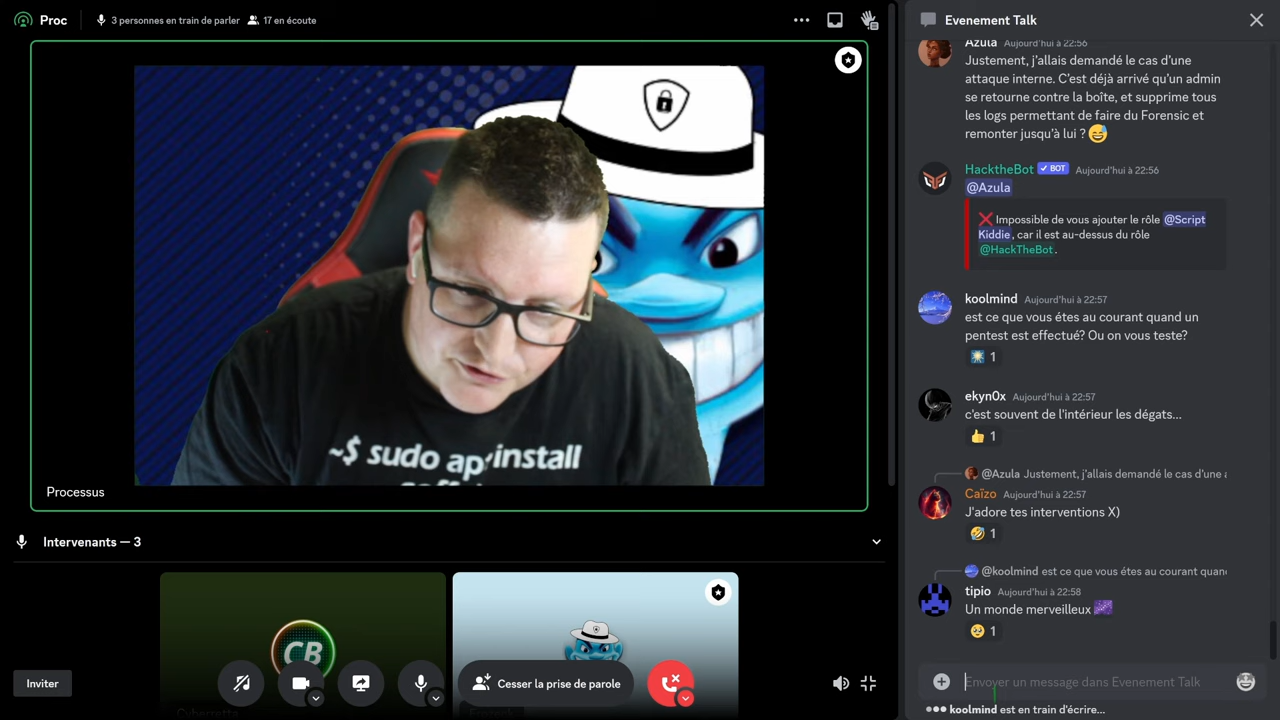 Proc
3 personnes en train de parler
17 en écoute
Processus
~$ sudo ap install
Intervenants — 3
CB
Inviter
Cesser la prise de parole
Evenement Talk
Azula Aujourd'hui à 22:56
Justement, j'allais demandé le cas d'une
attaque interne. C'est déjà arrivé qu'un admin
se retourne contre la boîte, et supprime tous
les logs permettant de faire du Forensic et
remonter jusqu'à lui ?
HacktheBot BOT Aujourd'hui à 22:56
@Azula
Impossible de vous ajouter le rôle @Script
Kiddie, car il est au-dessus du rôle
@HackTheBot.
koolmind Aujourd'hui à 22:57
est ce que vous étes au courant quand un
pentest est effectué? Ou on vous teste?
1
ekyn0x Aujourd'hui à 22:57
c'est souvent de l'intérieur les dégats...
1
@Azula Justement, j'allais demandé le cas d'une a
Caïzo Aujourd'hui à 22:57
J'adore tes interventions X)
1
@koolmind est ce que vous étes au courant quan
tipio Aujourd'hui à 22:58
Un monde merveilleux
1
Envoyer un message dans Evenement Talk
koolmind est en train d'écrire...